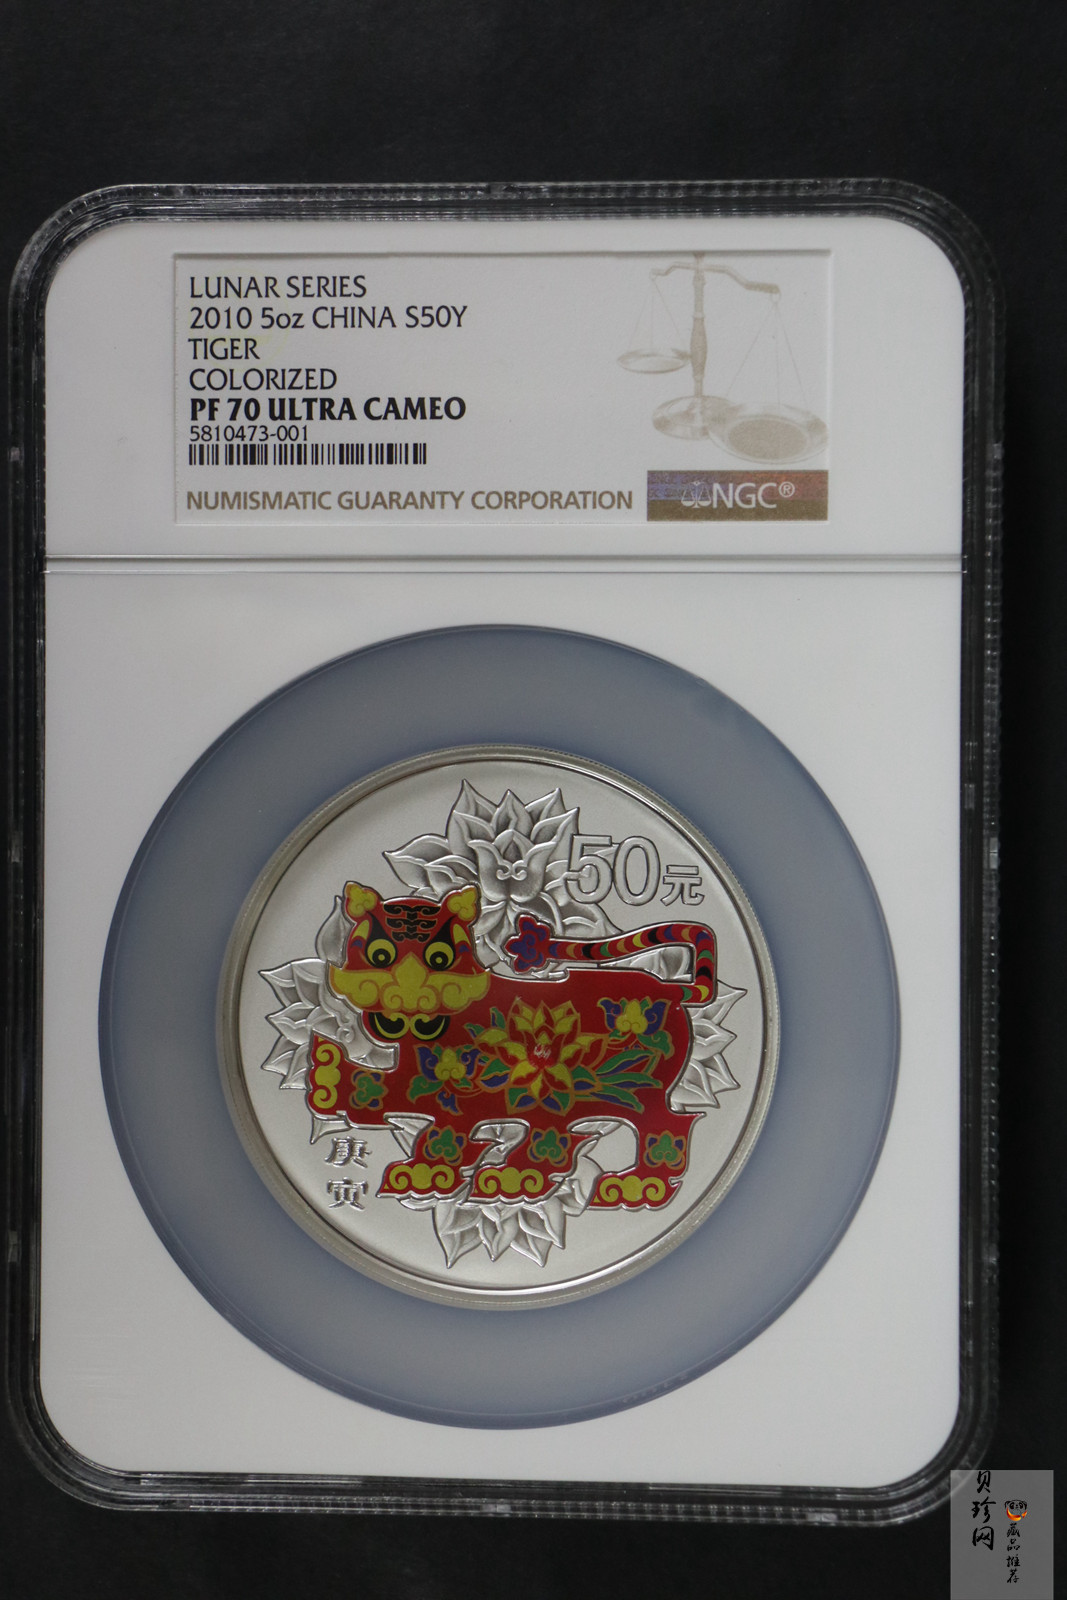 LUNAR SERIES
2010 5oz CHINA S50Y
TIGER
COLORIZED
PF 70 ULTRA CAMEO
5810473-001
NUMISMATIC GUARANTY CORPORATION
NGC®
50元
庚
寅
贝珍网
藏品推荐